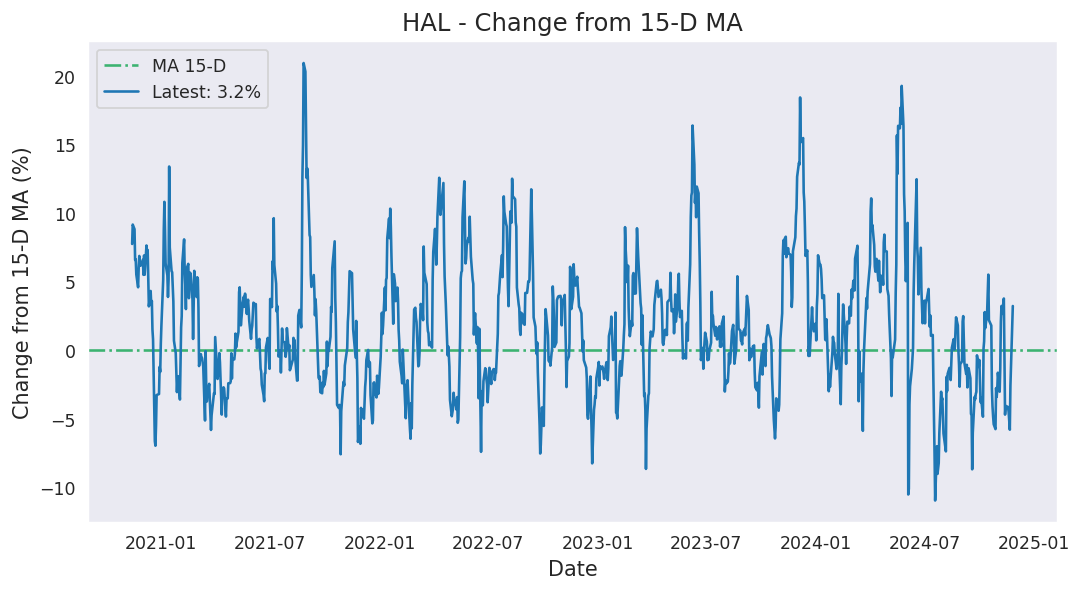 HAL - Change from 15-D MA
MA 15-D
Latest: 3.2%
Change from 15-D MA (%)
20
15
10
5
0
−5
−10
2021-01 2021-07 2022-01 2022-07 2023-01 2023-07 2024-01 2024-07 2025-01
Date